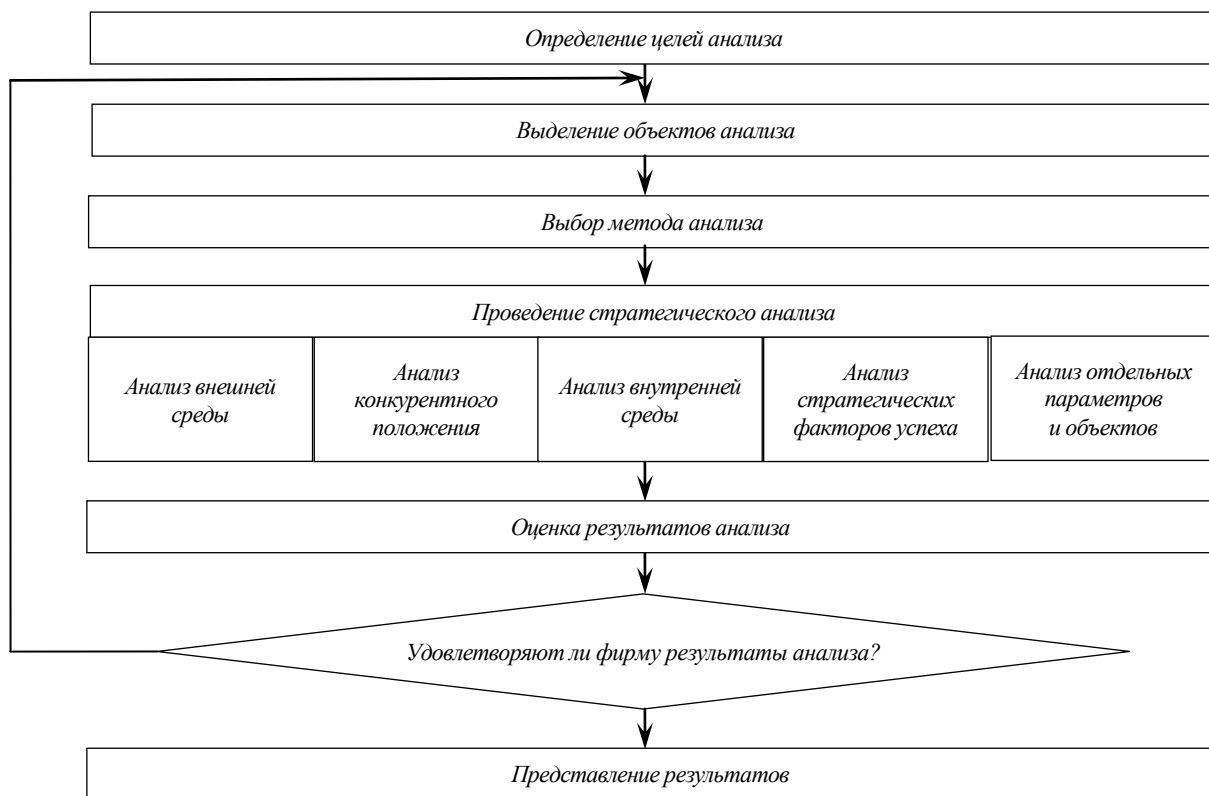 Определение целей анализа
Выделение объектов анализа
Выбор метода анализа
Проведение стратегического анализа
Анализ внешней
среды
Анализ
конкурентного
положения
Анализ внутренней
среды
Анализ
стратегических
факторов успеха
Анализ отдельных
параметров
и объектов
Оценка результатов анализа
Удовлетворяют ли фирму результаты анализа?
Представление результатов